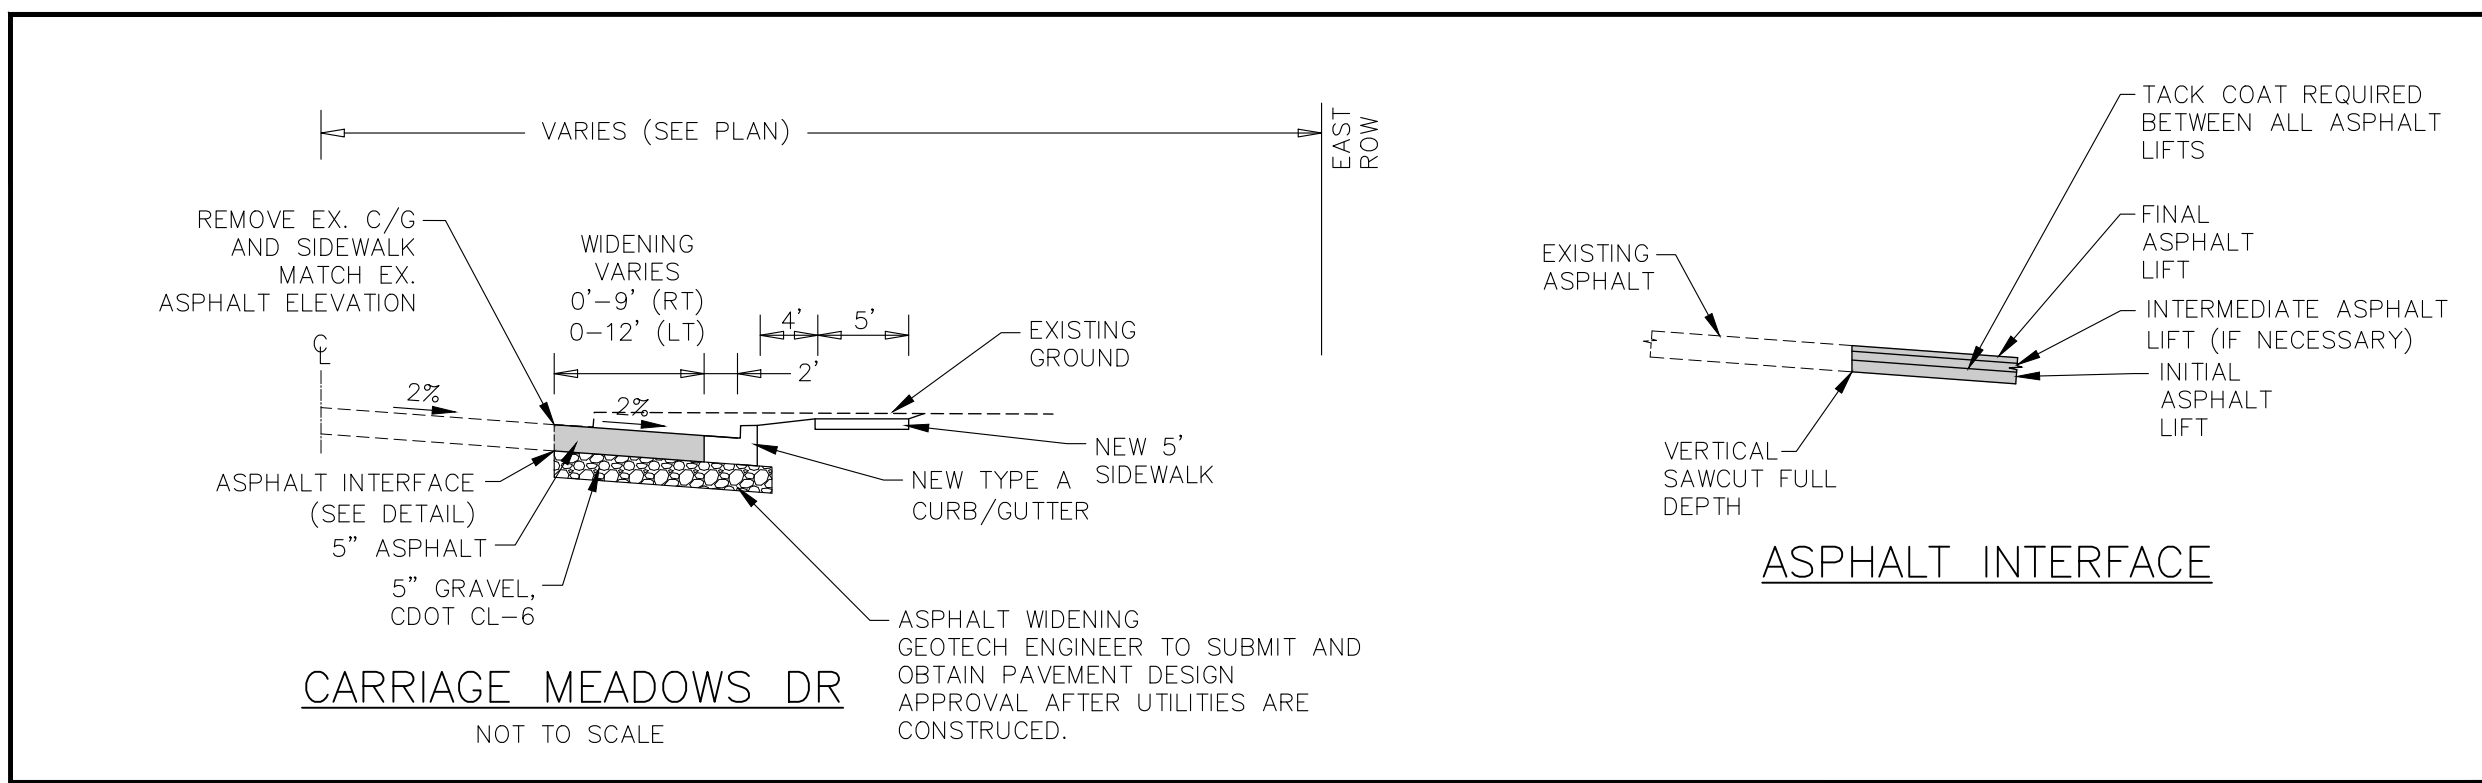 VARIES (SEE PLAN)
EAST
ROW
REMOVE EX. C/G
AND SIDEWALK
MATCH EX.
ASPHALT ELEVATION
WIDENING
VARIES
0'-9' (RT)
0-12' (LT)
4'
5'
2'
EXISTING
GROUND
℄
2%
2%
NEW 5'
SIDEWALK
NEW TYPE A
CURB/GUTTER
ASPHALT INTERFACE
(SEE DETAIL)
5" ASPHALT
5" GRAVEL,
CDOT CL-6
ASPHALT WIDENING
GEOTECH ENGINEER TO SUBMIT AND
OBTAIN PAVEMENT DESIGN
APPROVAL AFTER UTILITIES ARE
CONSTRUCED.
CARRIAGE MEADOWS DR
NOT TO SCALE
TACK COAT REQUIRED
BETWEEN ALL ASPHALT
LIFTS
FINAL
ASPHALT
LIFT
EXISTING
ASPHALT
INTERMEDIATE ASPHALT
LIFT (IF NECESSARY)
INITIAL
ASPHALT
LIFT
VERTICAL
SAWCUT FULL
DEPTH
ASPHALT INTERFACE